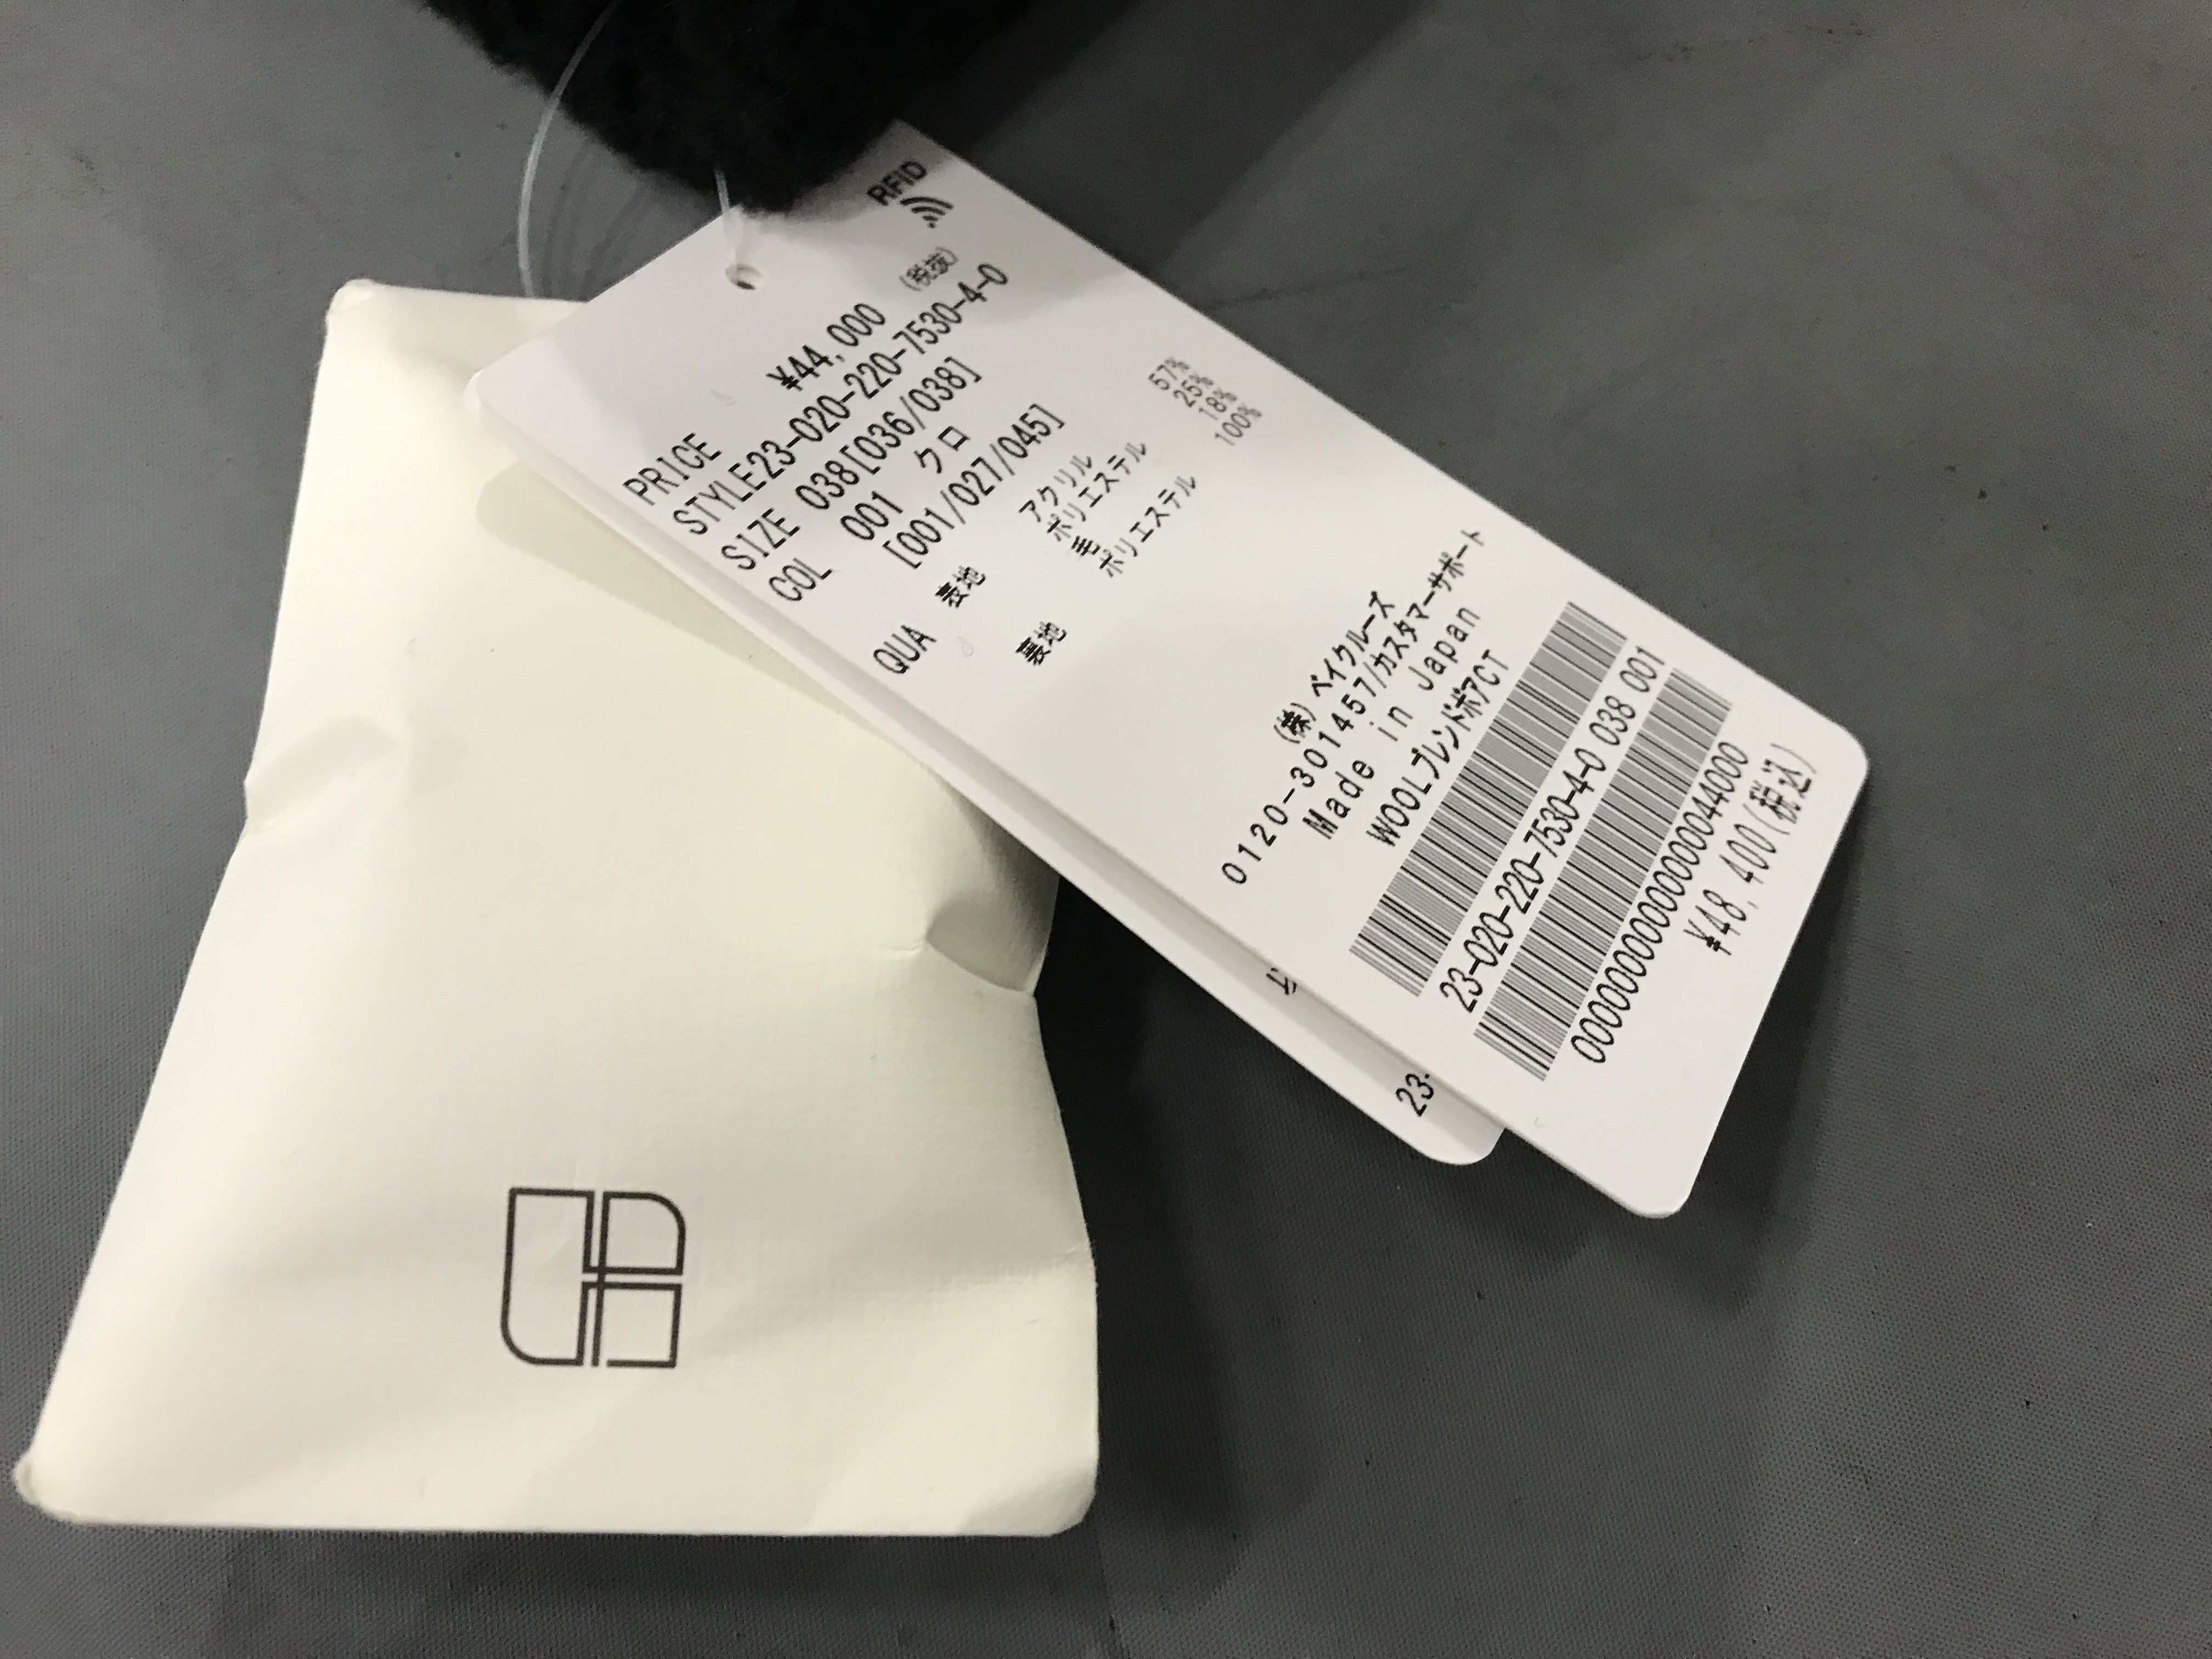 RFID
(税抜)
PRICE ¥44,000
STYLE23-020-220-7530-4-0
SIZE 038[036/038]
COL 001 クロ
[001/027/045]
QUA 表地 アクリル 57%
ポリエステル 25%
毛 18%
裏地 ポリエステル 100%
(株) ベイクルーズ
0120-301457/カスタマーサポート
Made in Japan
WOOLブレンドボアCT
23-020-220-7530-4-0 038 001
¥48,400(税込)
23-